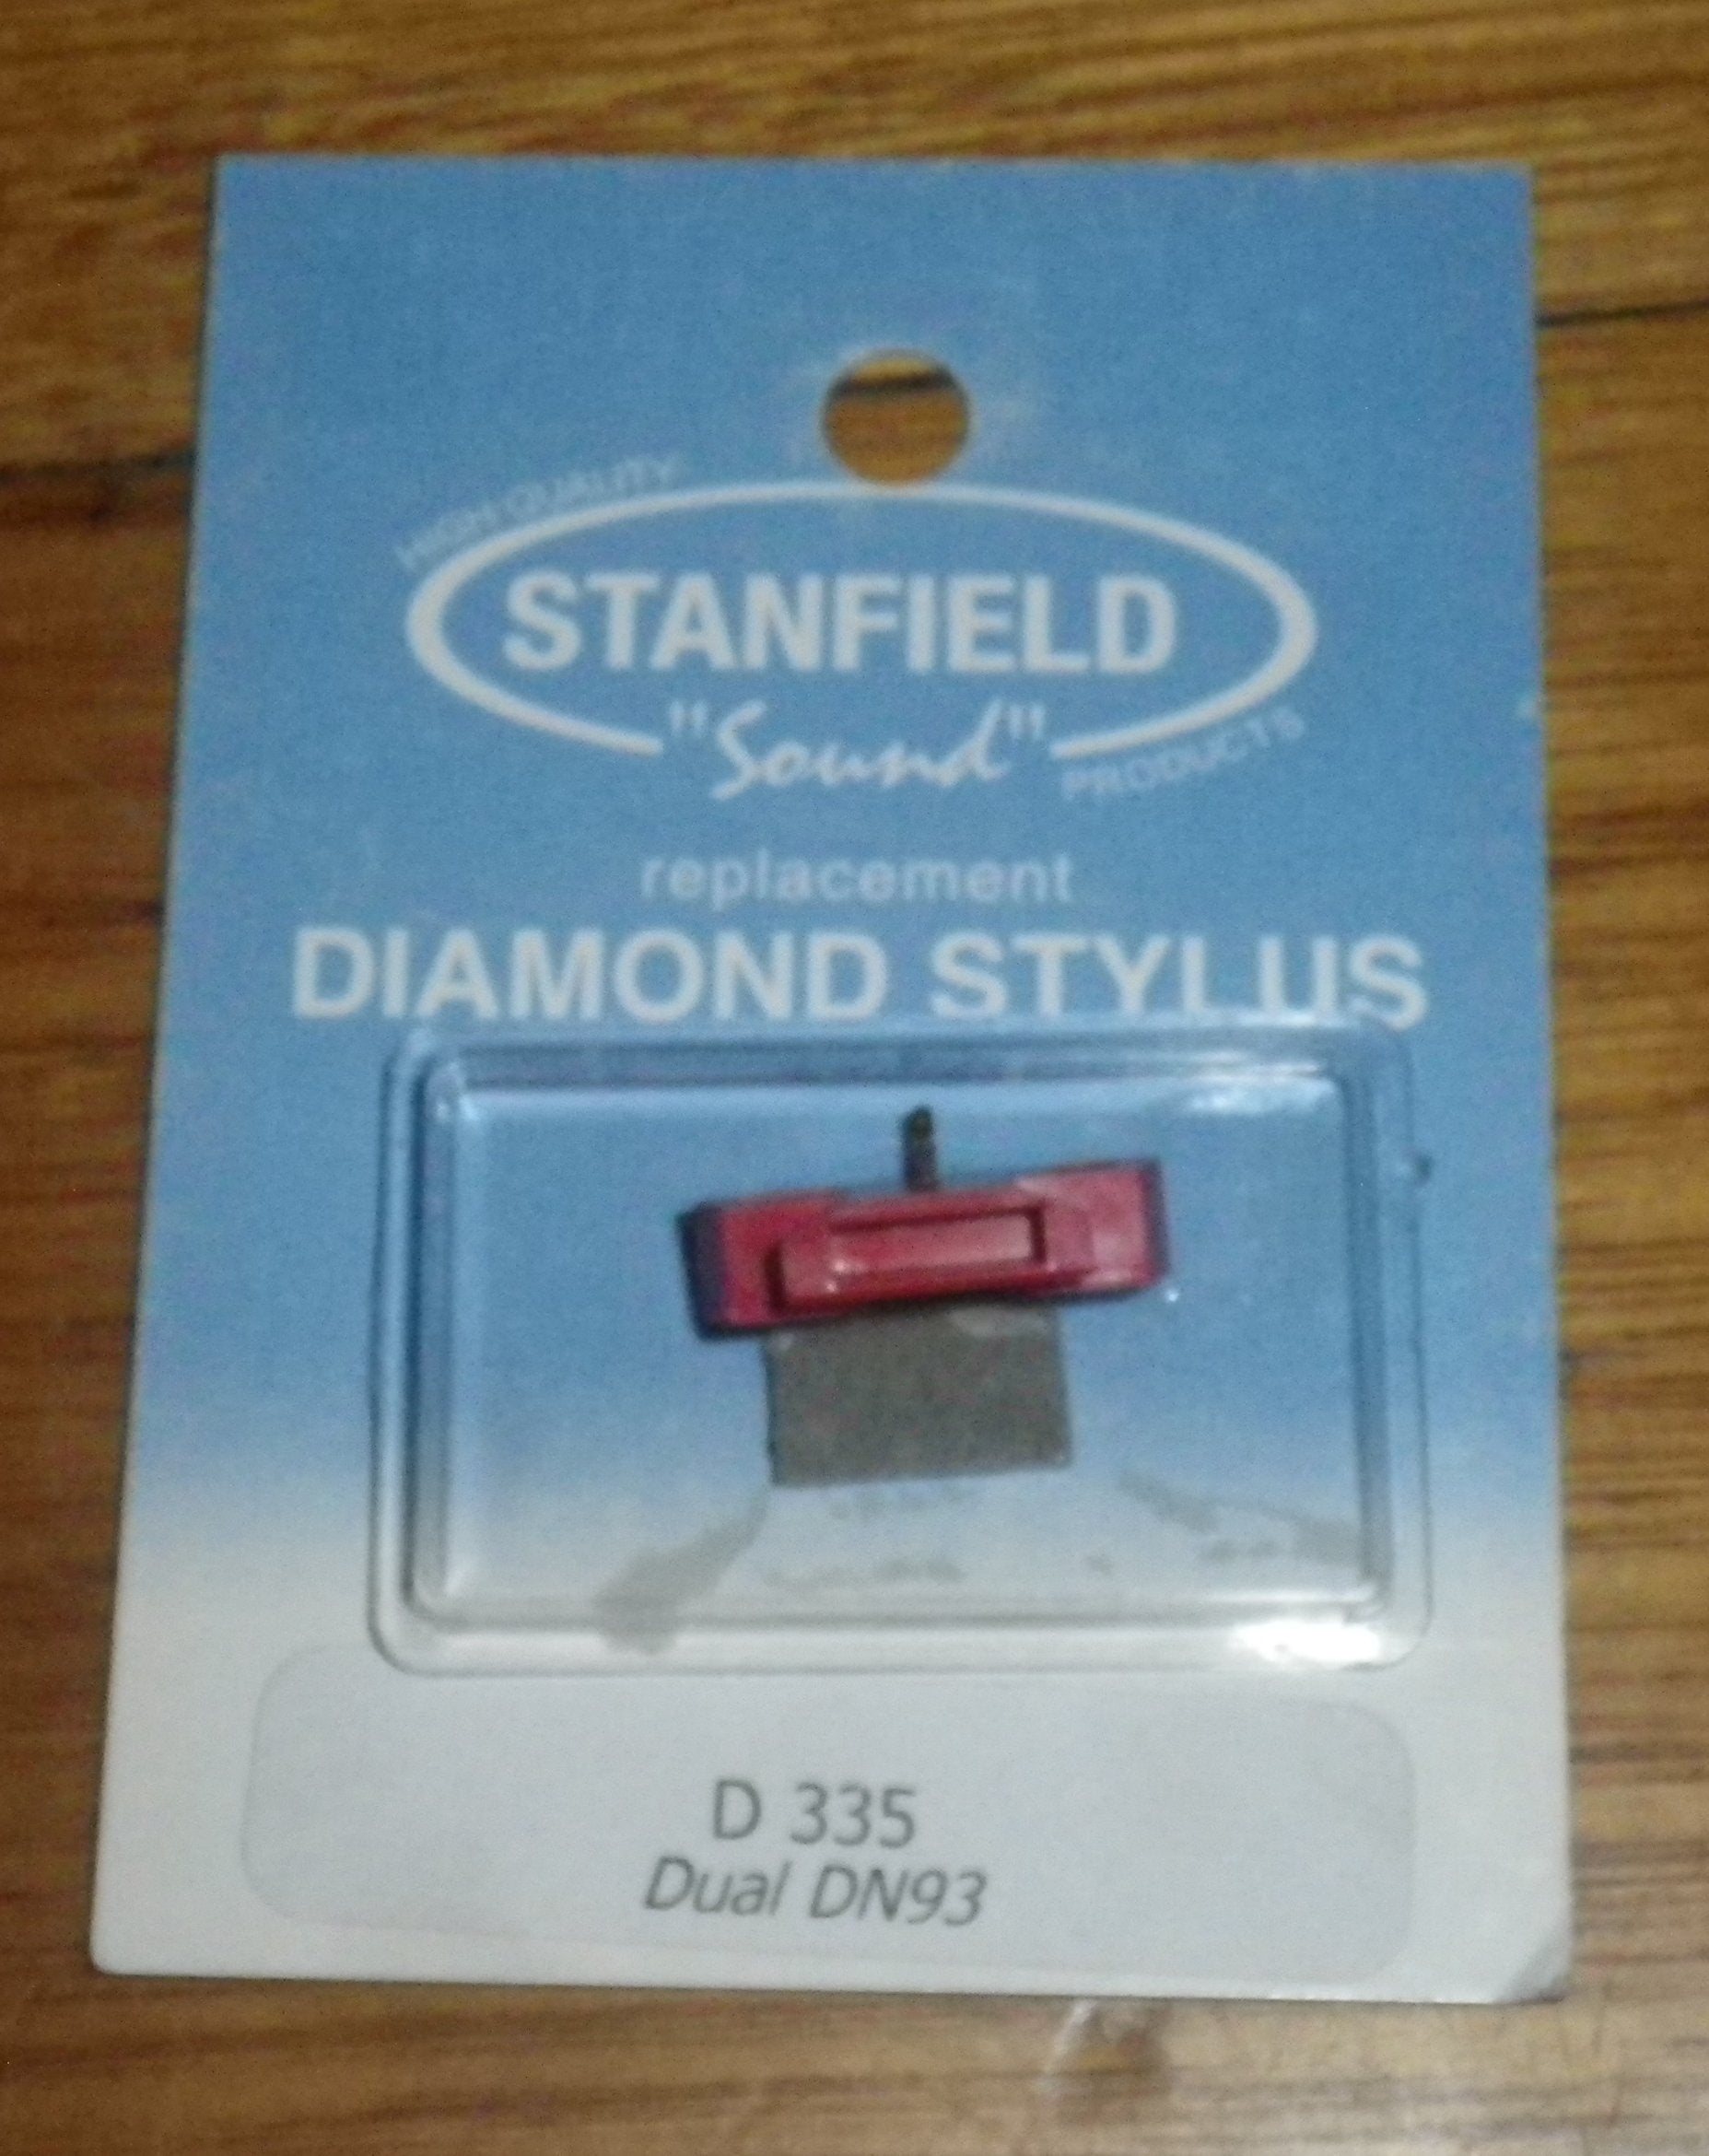 HIGH QUALITY
STANFIELD
"Sound"
PRODUCTS
replacement
DIAMOND STYLUS
D 335
Dual DN93